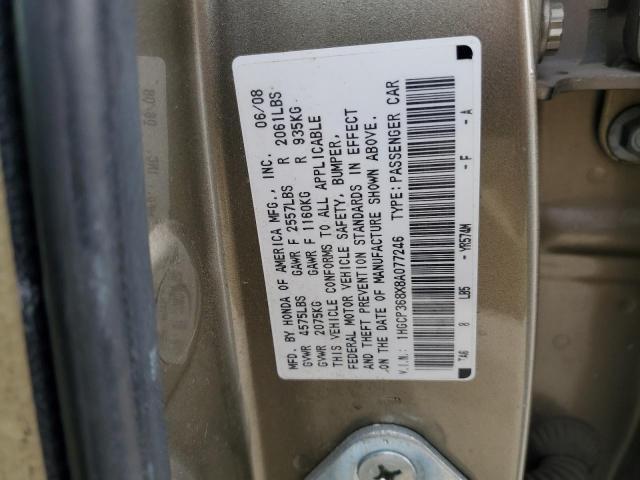 MFD. BY HONDA OF AMERICA MFG., INC. 06/08
GVWR 4575LBS GAWR F 2557LBS R 2061LBS
GVWR 2075KG GAWR F 1160KG R 935KG
THIS VEHICLE CONFORMS TO ALL APPLICABLE
FEDERAL MOTOR VEHICLE SAFETY, BUMPER,
AND THEFT PREVENTION STANDARDS IN EFFECT
ON THE DATE OF MANUFACTURE SHOWN ABOVE.
V.I.N.: 1HGCP368X8A077246 TYPE: PASSENGER CAR
TA6 8 LB5 -YR574M -F -A